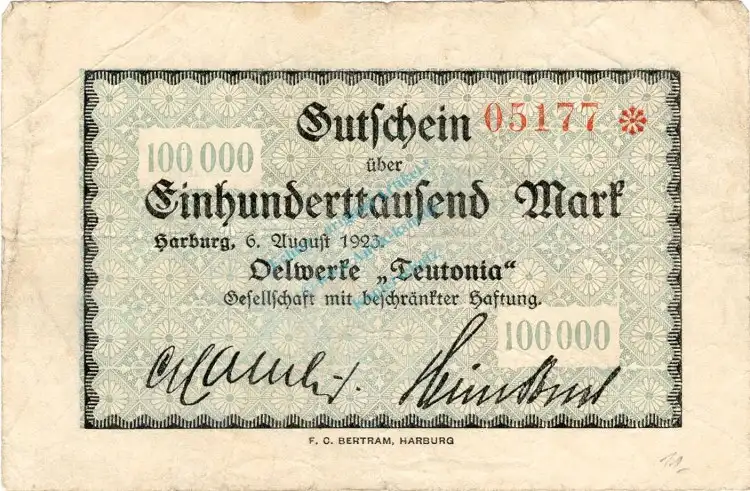 Gutschein 05177
100 000
über
Einhunderttausend Mark
Harburg, 6. August 1923.
Oelwerke „Teutonia“
Gesellschaft mit beschränkter Haftung.
100 000
F. C. BERTRAM, HARBURG